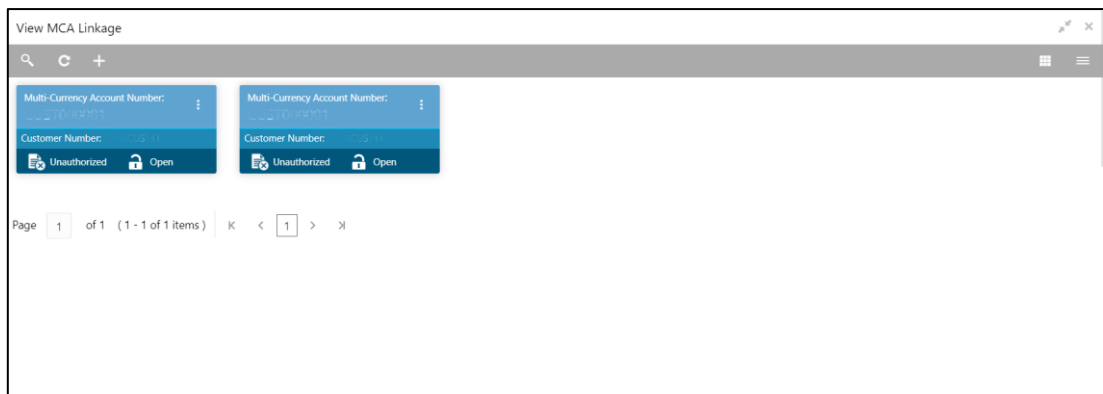 View MCA Linkage
Multi-Currency Account Number: Multi-Currency Account Number:
Customer Number: Customer Number:
Unauthorized Open Unauthorized Open
Page 1 of 1 ( 1 - 1 of 1 items ) 1